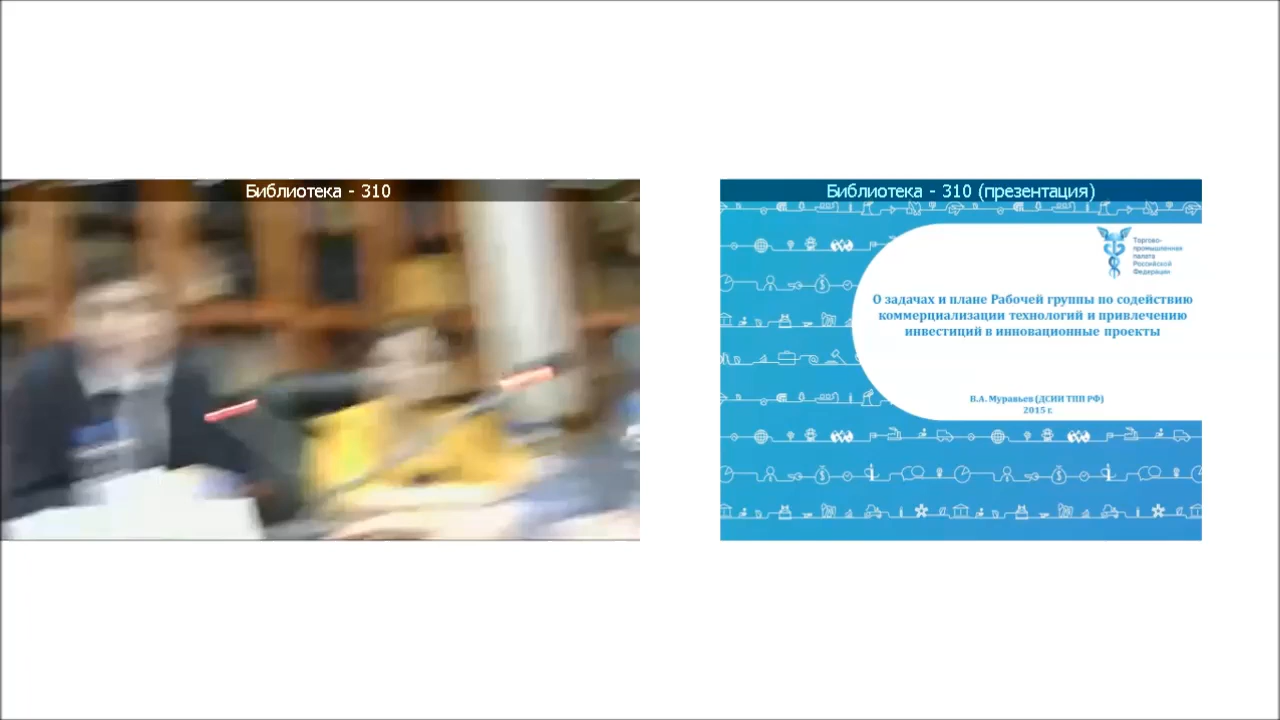 Библиотека - 310
Библиотека - 310 (презентация)
Торгово-
промышленная
палата
Российской
Федерации
О задачах и плане Рабочей группы по содействию
коммерциализации технологий и привлечению
инвестиций в инновационные проекты
В.А. Муравьев (ДСИИ ТПП РФ)
2015 г.